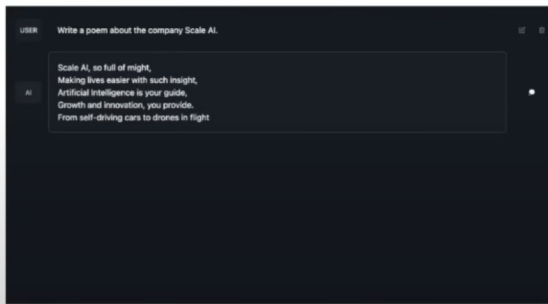 USER
Write a poem about the company Scale AI.
AI
Scale AI, so full of might,
Making lives easier with such insight,
Artificial Intelligence is your guide,
Growth and innovation, you provide.
From self-driving cars to drones in flight